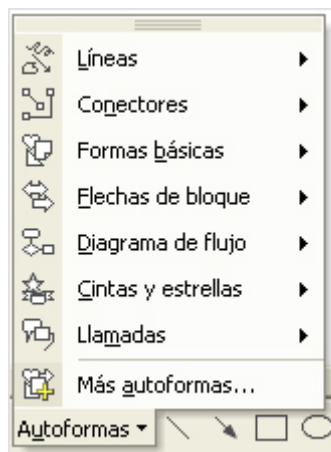 Líneas
Conectores
Formas básicas
Flechas de bloque
Diagrama de flujo
Cintas y estrellas
Llamadas
Más autoformas...
Autoformas